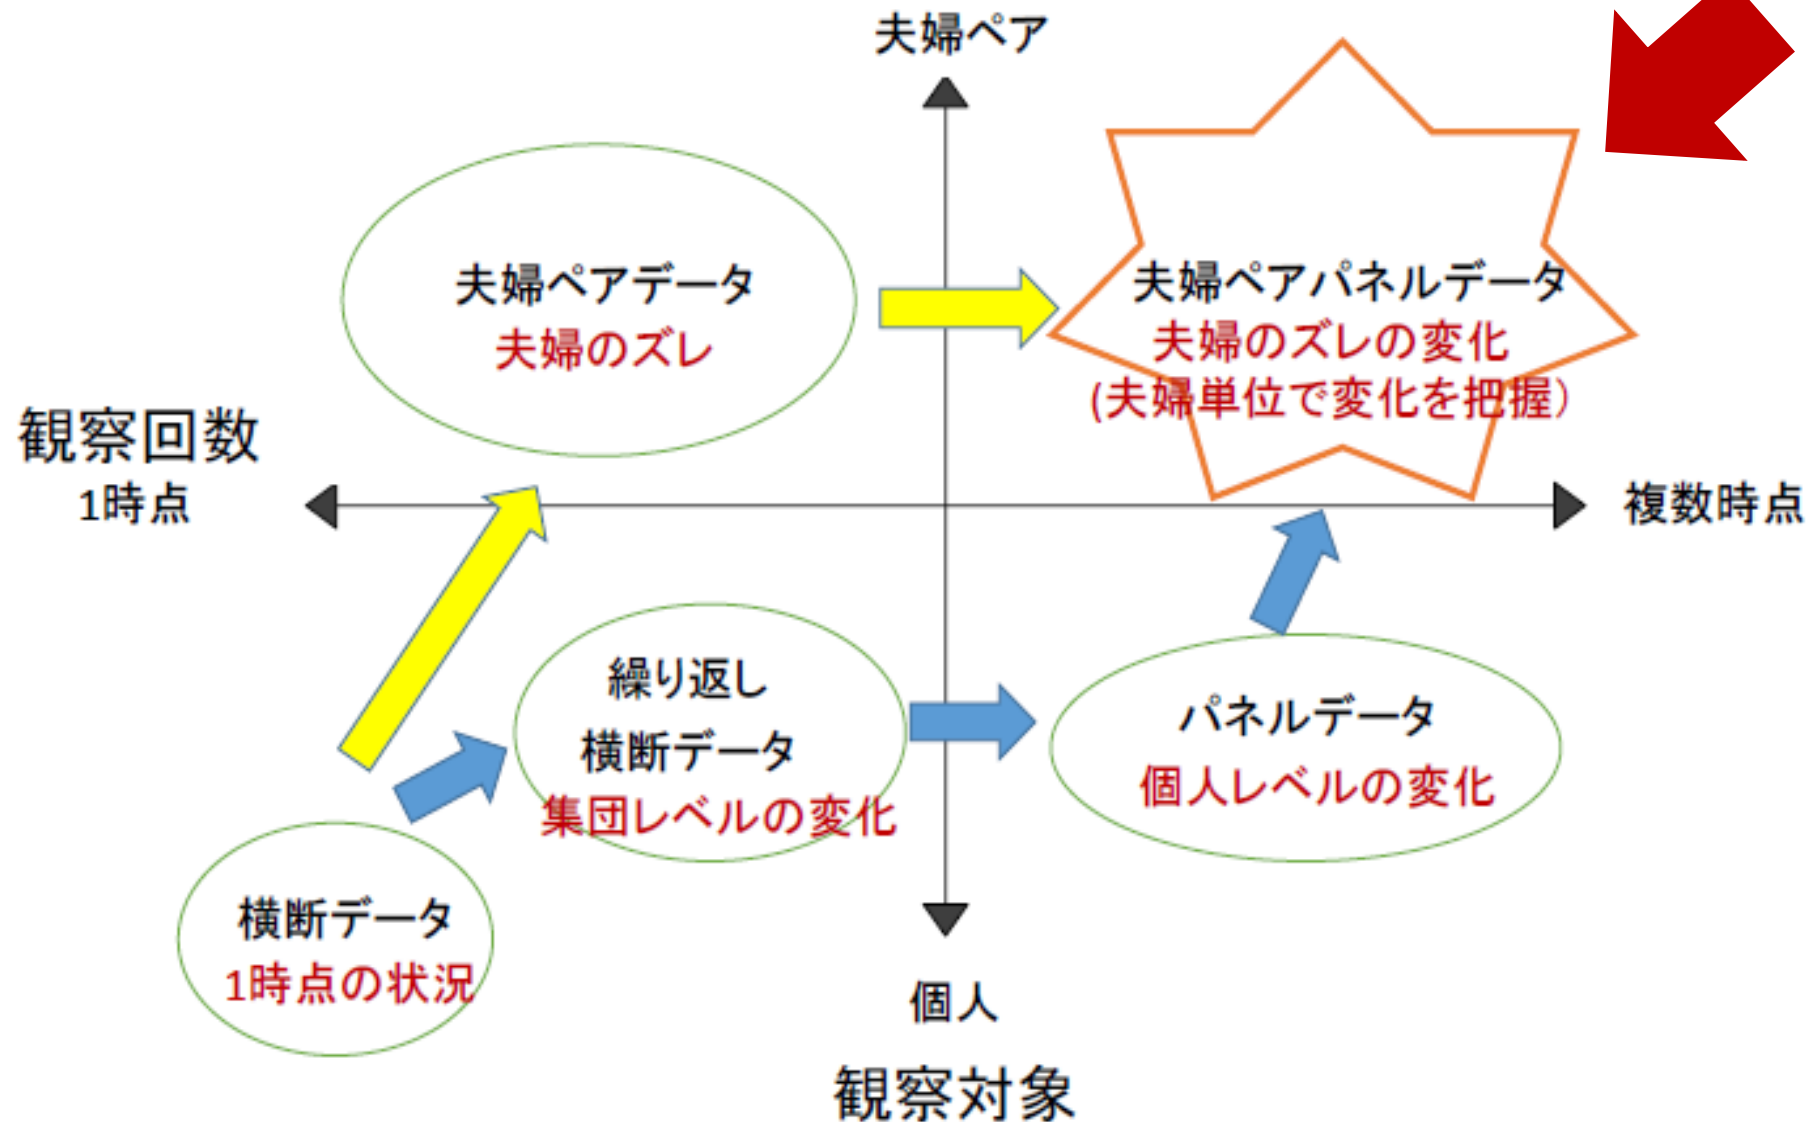 夫婦ペア
夫婦ペアデータ
夫婦のズレ
夫婦ペアパネルデータ
夫婦のズレの変化
(夫婦単位で変化を把握）
観察回数
1時点
複数時点
繰り返し
横断データ
集団レベルの変化
パネルデータ
個人レベルの変化
横断データ
1時点の状況
個人
観察対象